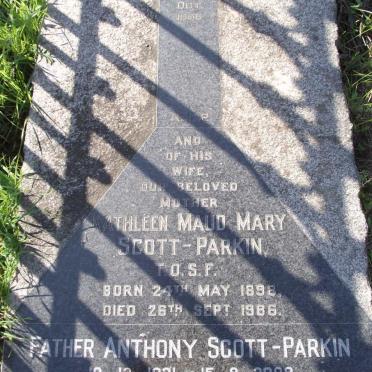 AND
OF HIS
WIFE,
OUR BELOVED
MOTHER
KATHLEEN MAUD MARY
SCOTT-PARKIN,
T.O.S.F.
BORN 24TH MAY 1898,
DIED 26TH SEPT 1986.
FATHER ANTHONY SCOTT-PARKIN